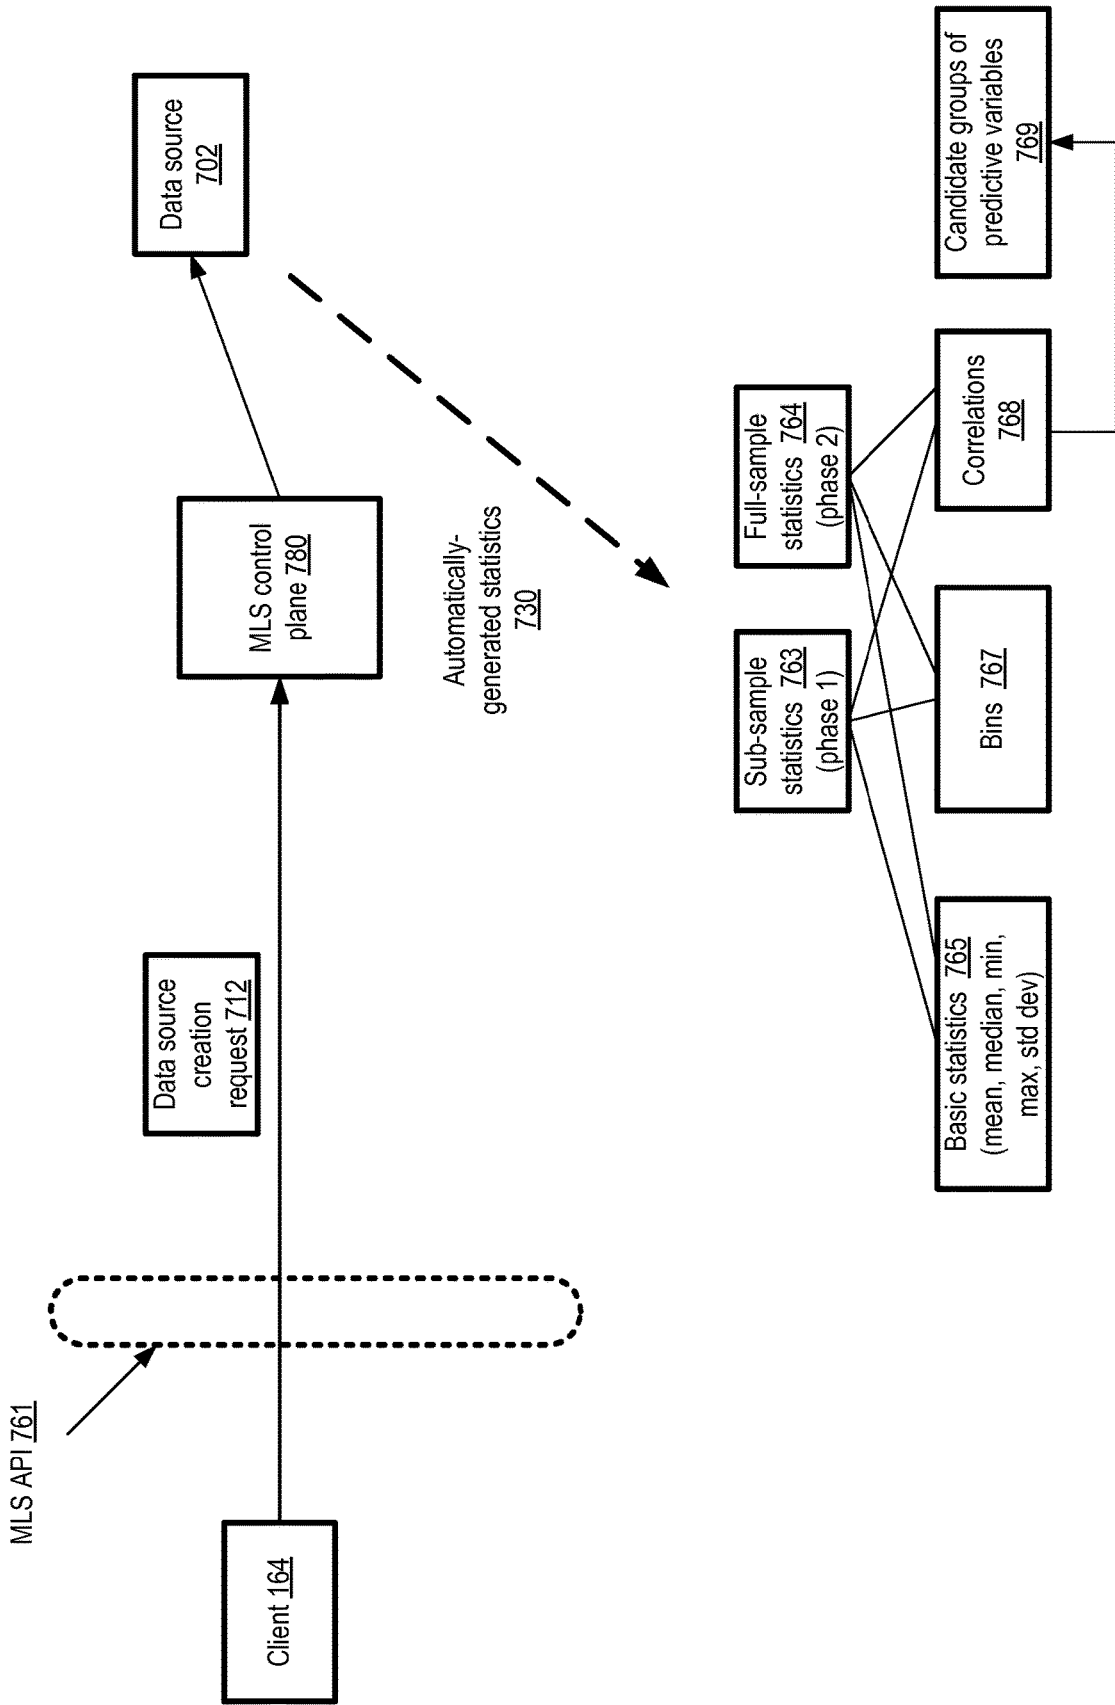 MLS API 761
Client 164
Data source
creation
request 712
MLS control
plane 780
Data source
702
Automatically-
generated statistics
730
Sub-sample
statistics 763
(phase 1)
Full-sample
statistics 764
(phase 2)
Basic statistics 765
(mean, median, min,
max, std dev)
Bins 767
Correlations
768
Candidate groups of
predictive variables
769